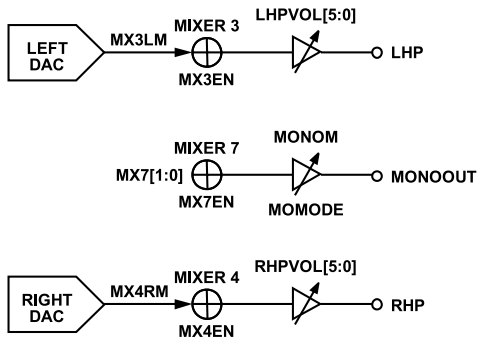 LHPVOL[5:0]
MIXER 3
LEFT
DAC
MX3LM
LHP
MX3EN
MIXER 7
MONOM
MX7[1:0]
MONOOUT
MX7EN
MOMODE
RHPVOL[5:0]
MIXER 4
RIGHT
DAC
MX4RM
RHP
MX4EN